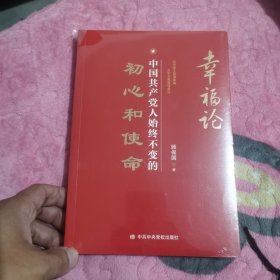 幸福论
中国共产党人始终不变的
初心和使命
中共中央党校出版社